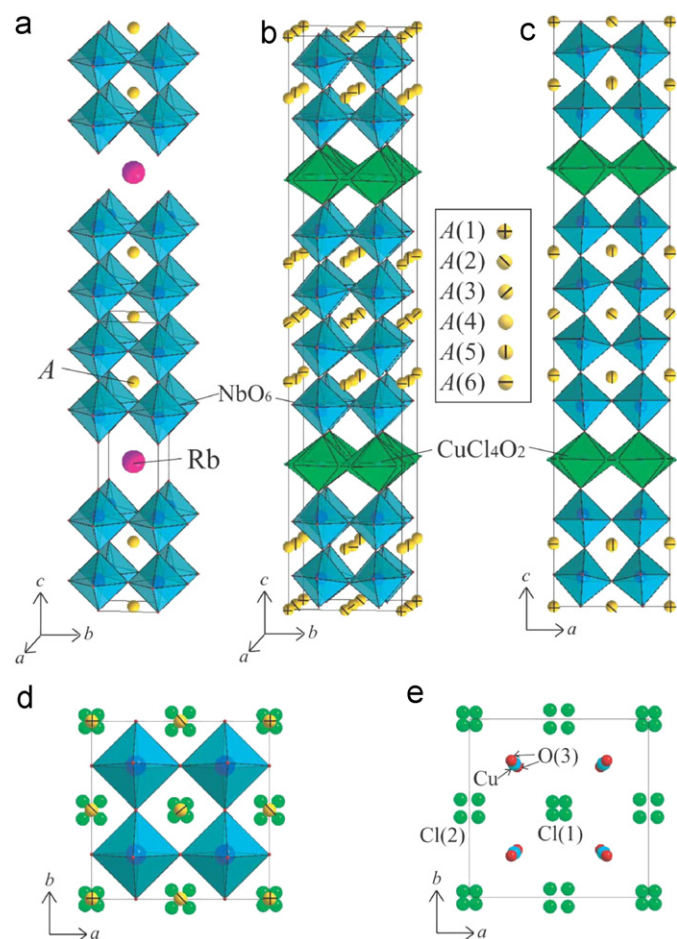 a
b
c
A(1)
A(2)
A(3)
A(4)
A(5)
A(6)
A
NbO₆
Rb
CuCl₄O₂
c
b
a
c
b
a
c
a
d
e
O(3)
Cu
Cl(2)
Cl(1)
b
a
b
a